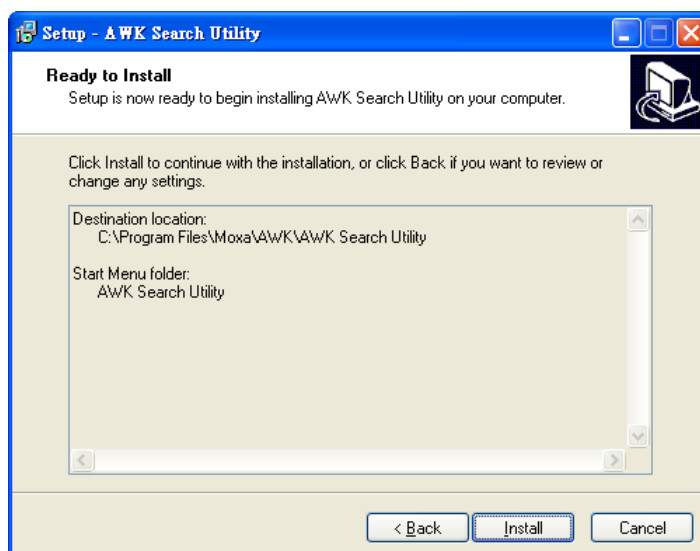 Setup - AWK Search Utility
Ready to Install
Setup is now ready to begin installing AWK Search Utility on your computer.
Click Install to continue with the installation, or click Back if you want to review or
change any settings.
Destination location:
C:\Program Files\Moxa\AWK\AWK Search Utility
Start Menu folder:
AWK Search Utility
< Back
Install
Cancel